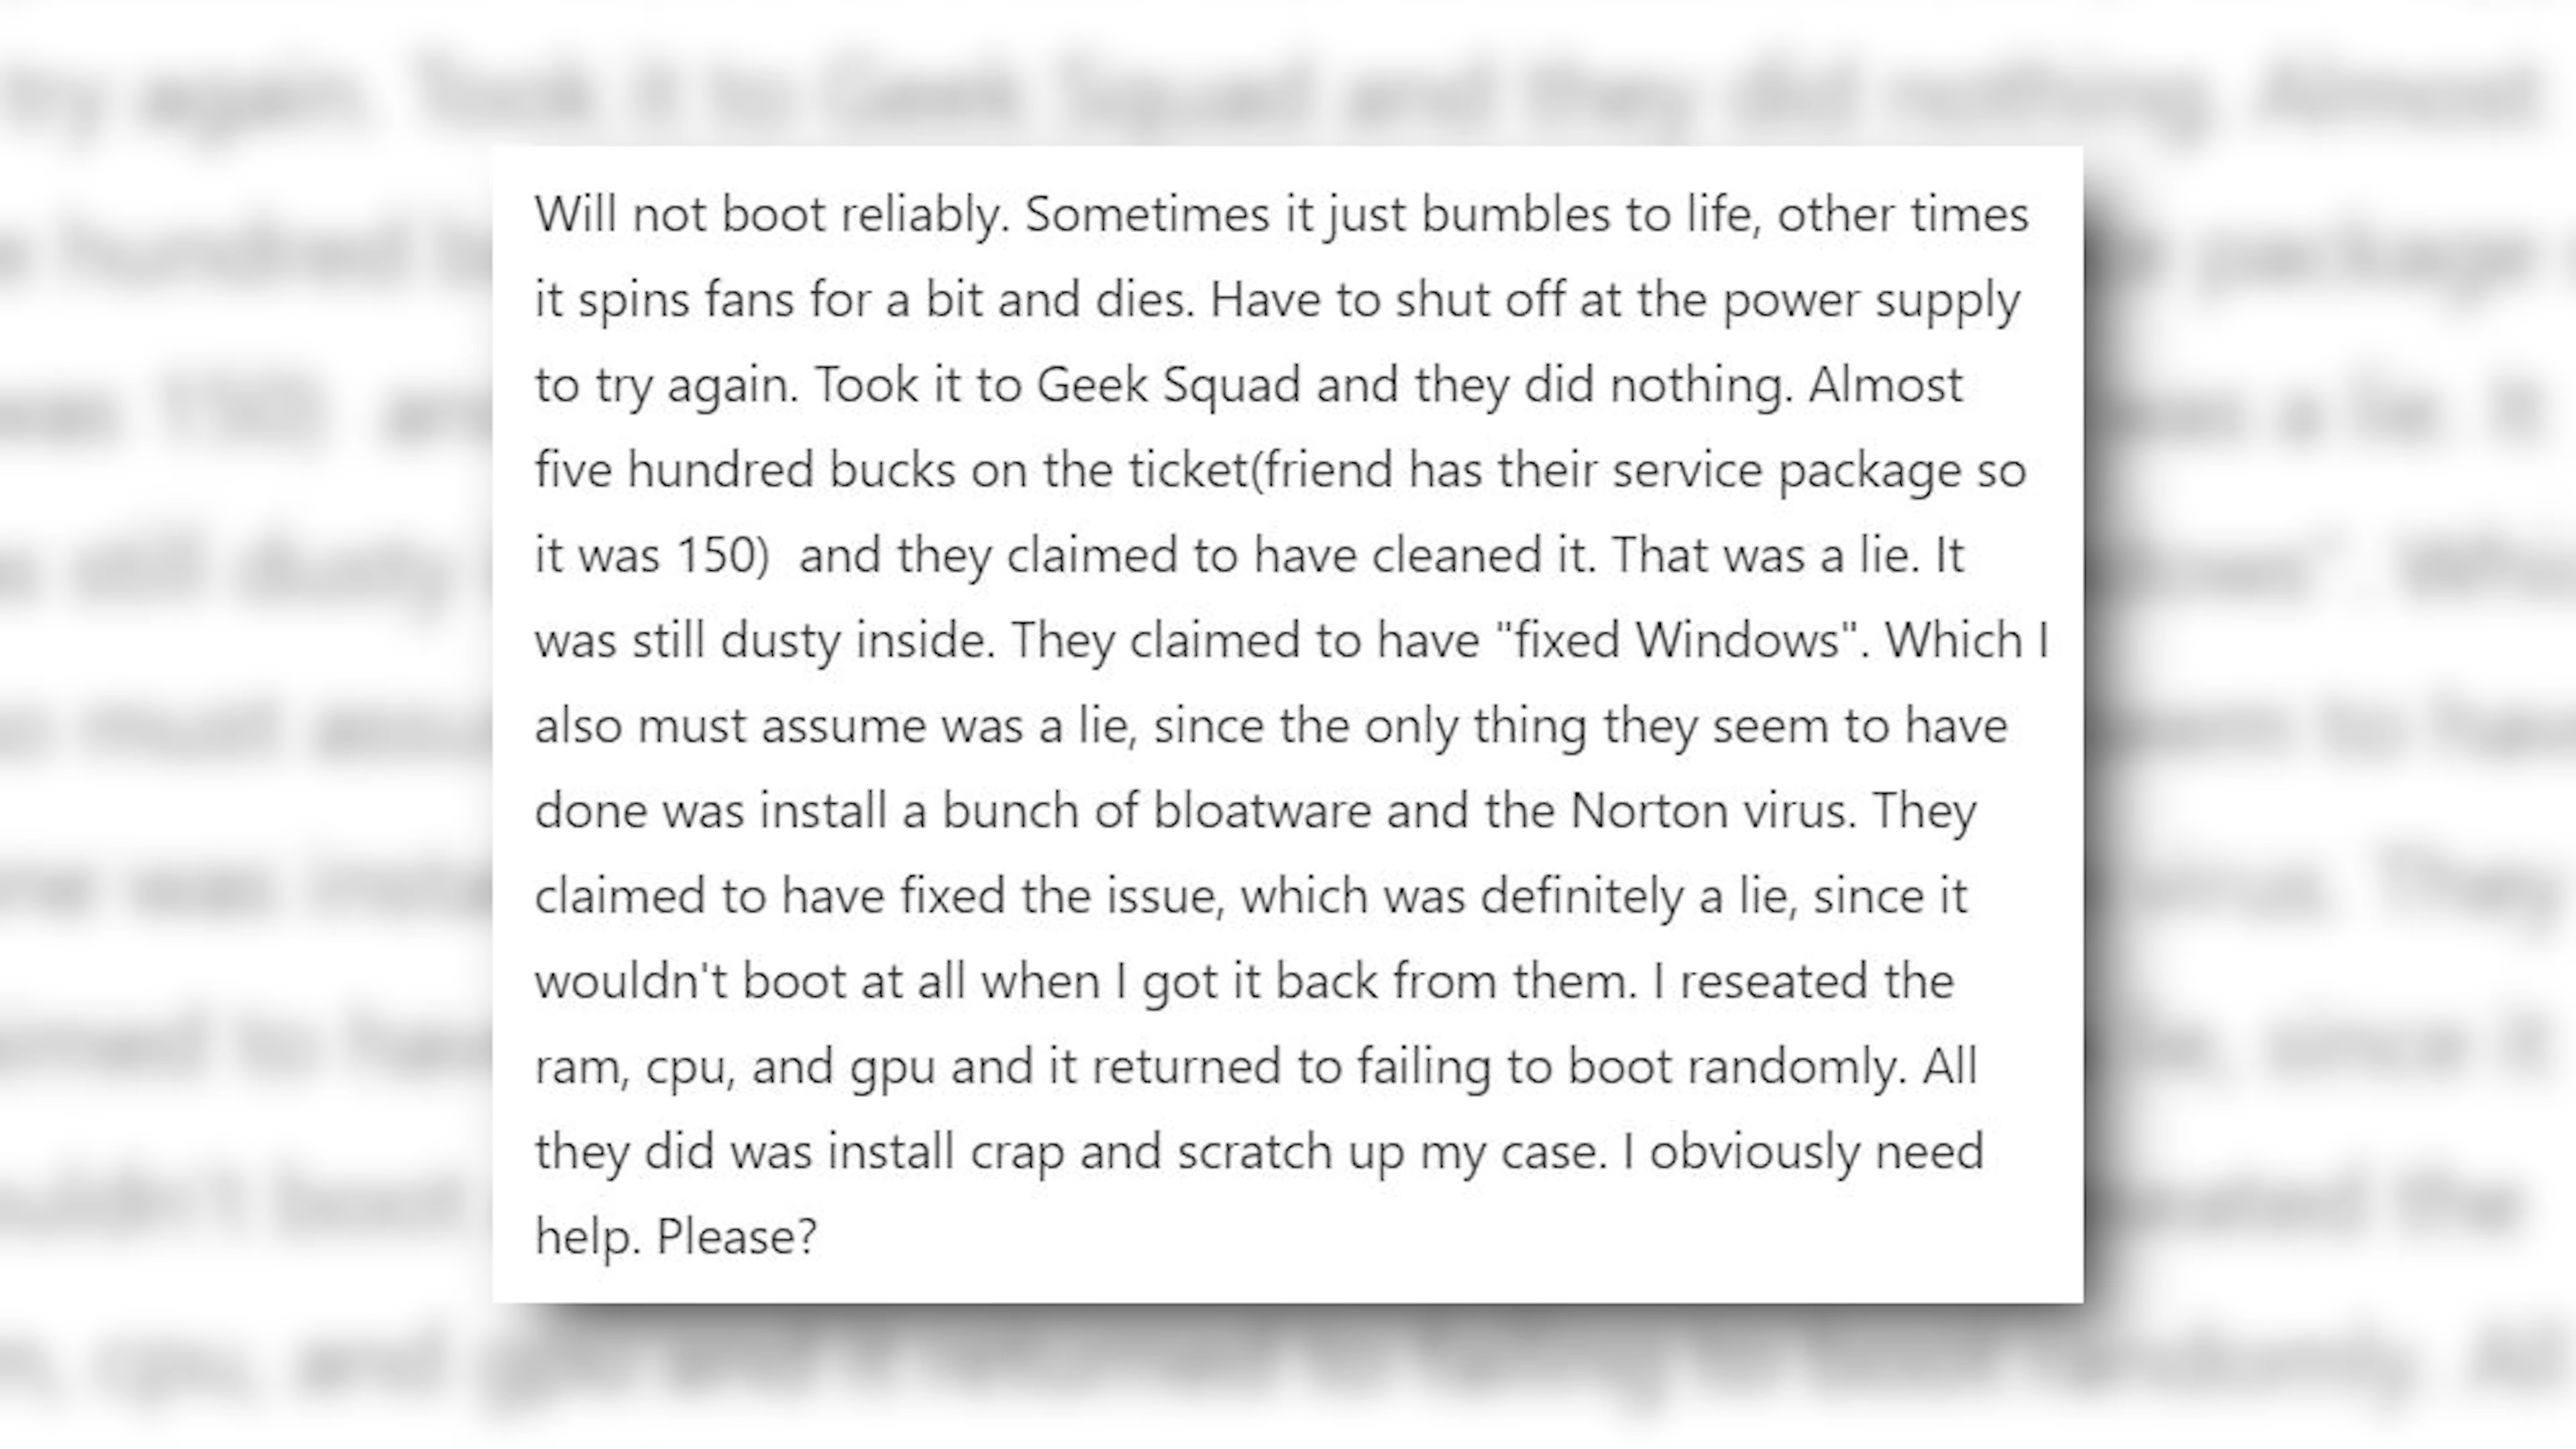 Will not boot reliably. Sometimes it just bumbles to life, other times
it spins fans for a bit and dies. Have to shut off at the power supply
to try again. Took it to Geek Squad and they did nothing. Almost
five hundred bucks on the ticket(friend has their service package so
it was 150)  and they claimed to have cleaned it. That was a lie. It
was still dusty inside. They claimed to have "fixed Windows". Which I
also must assume was a lie, since the only thing they seem to have
done was install a bunch of bloatware and the Norton virus. They
claimed to have fixed the issue, which was definitely a lie, since it
wouldn't boot at all when I got it back from them. I reseated the
ram, cpu, and gpu and it returned to failing to boot randomly. All
they did was install crap and scratch up my case. I obviously need
help. Please?